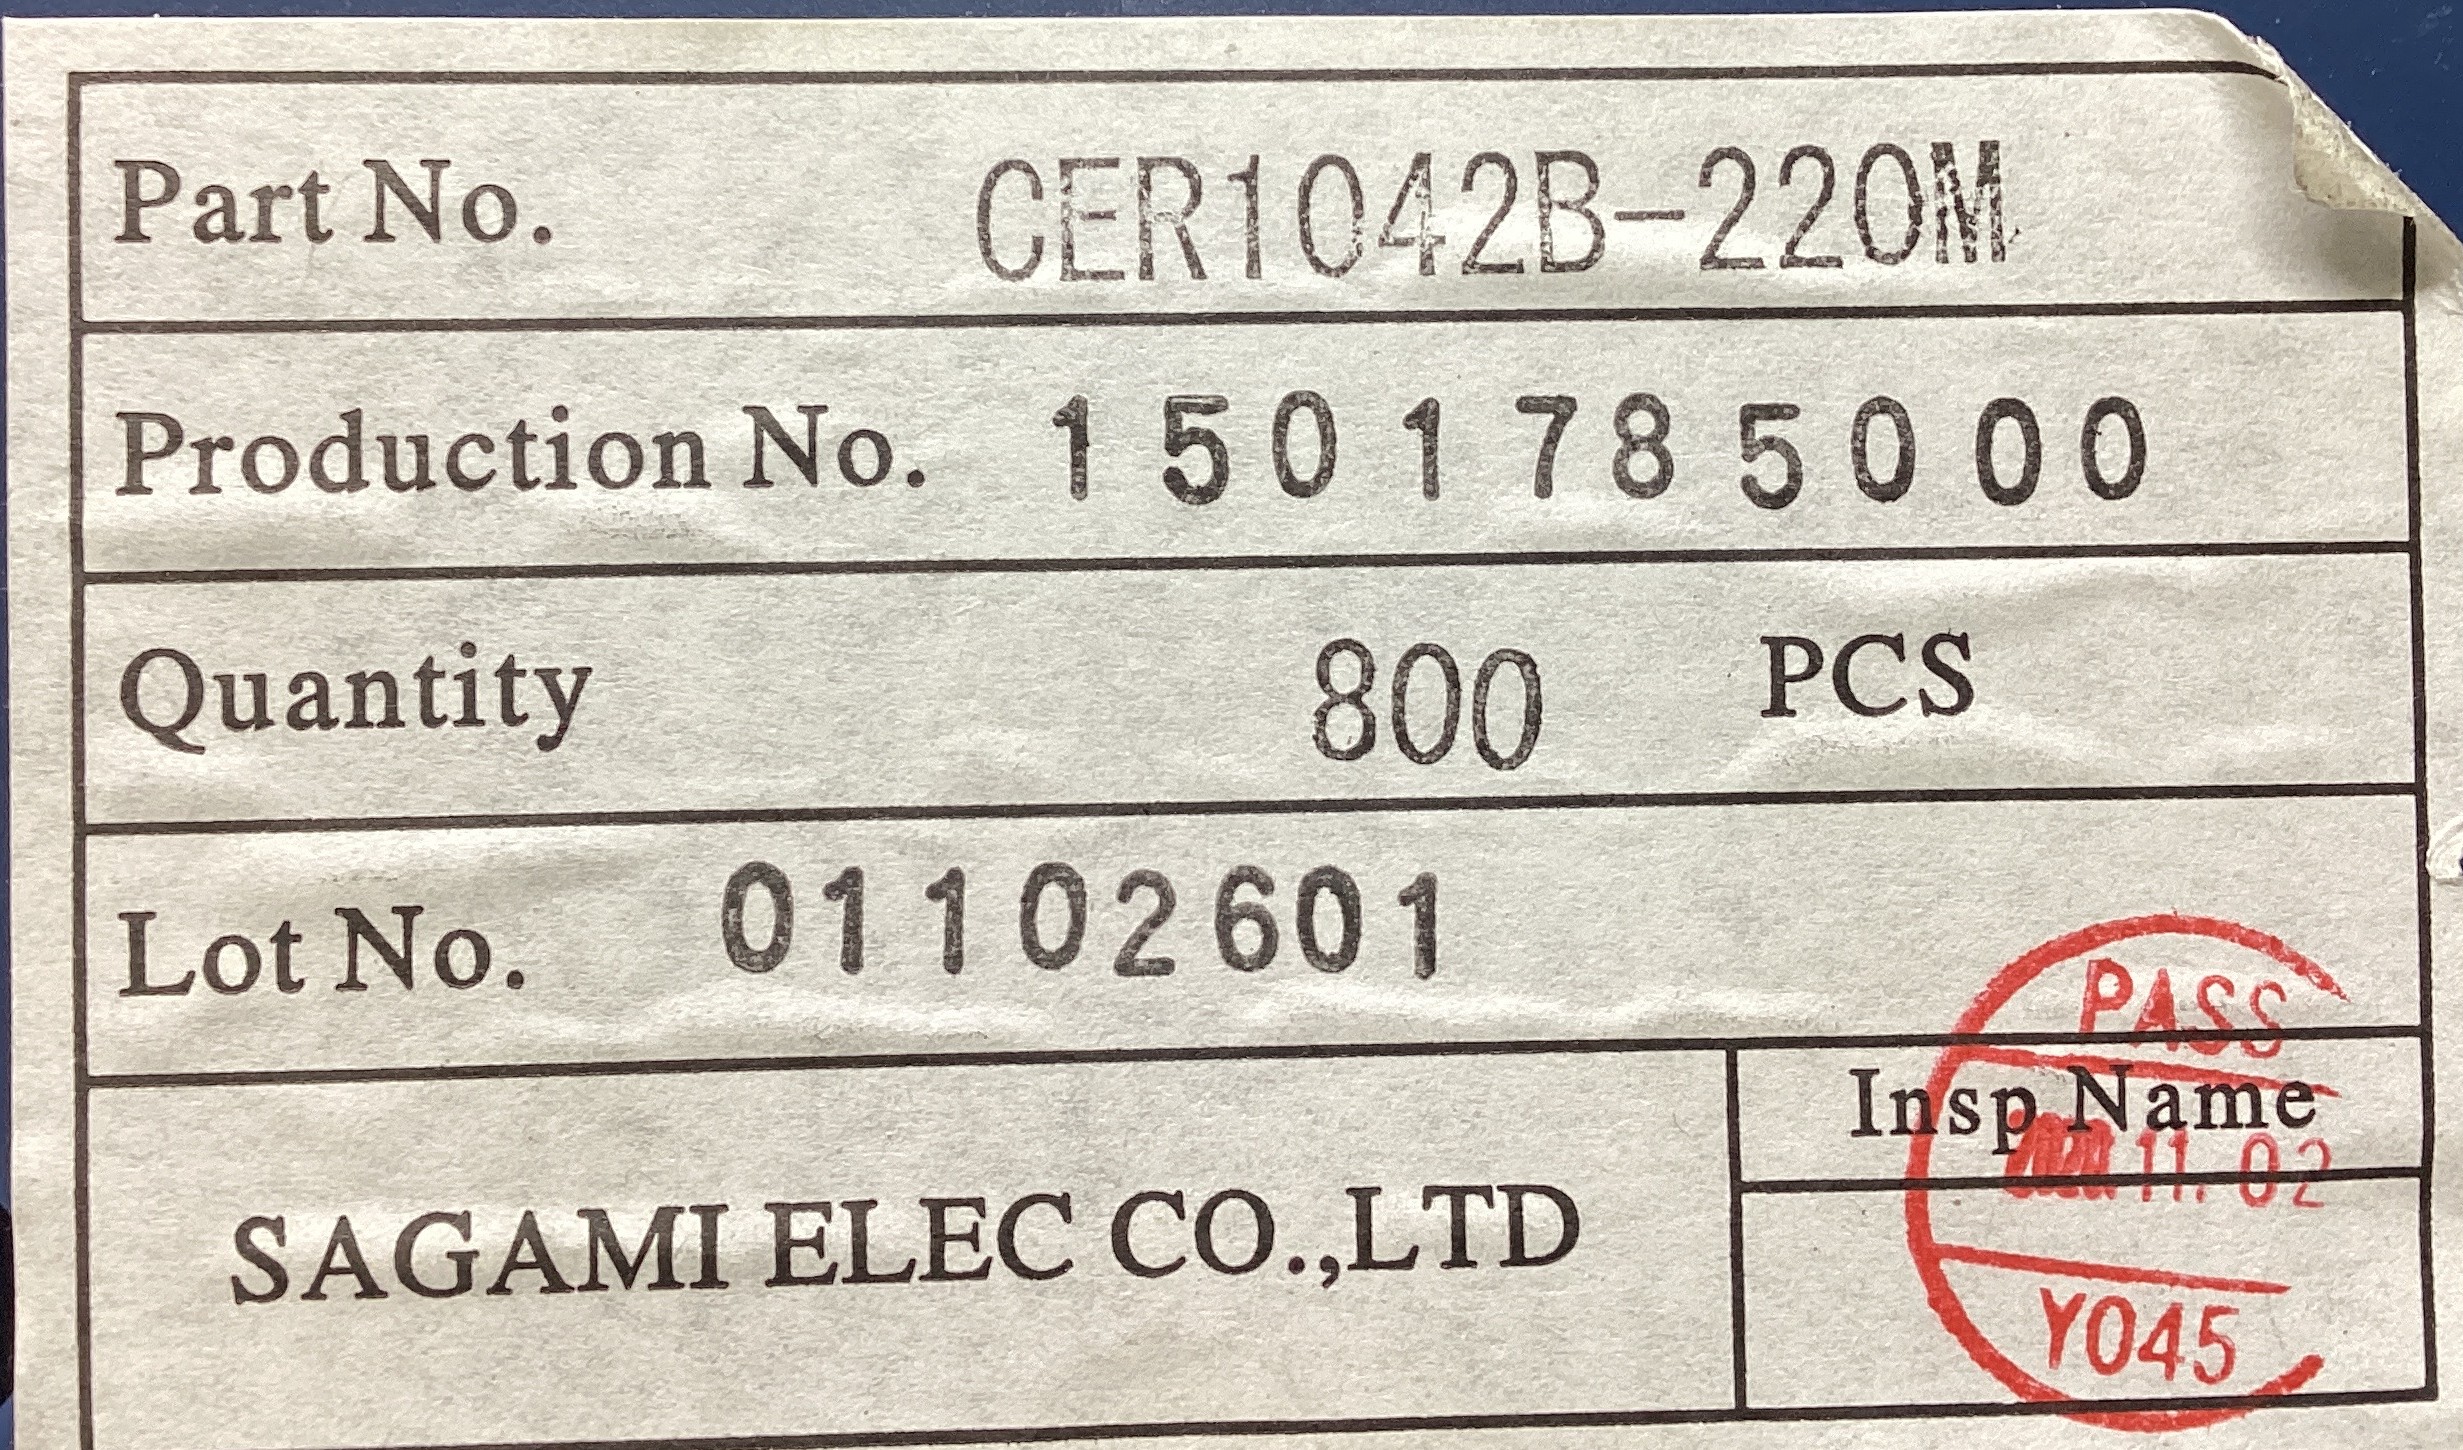 Part No. CER1042B-220M
Production No. 1501785000
Quantity 800 PCS
Lot No. 01102601
PASS
Insp Name
11. 02
SAGAMI ELEC CO.,LTD
Y045